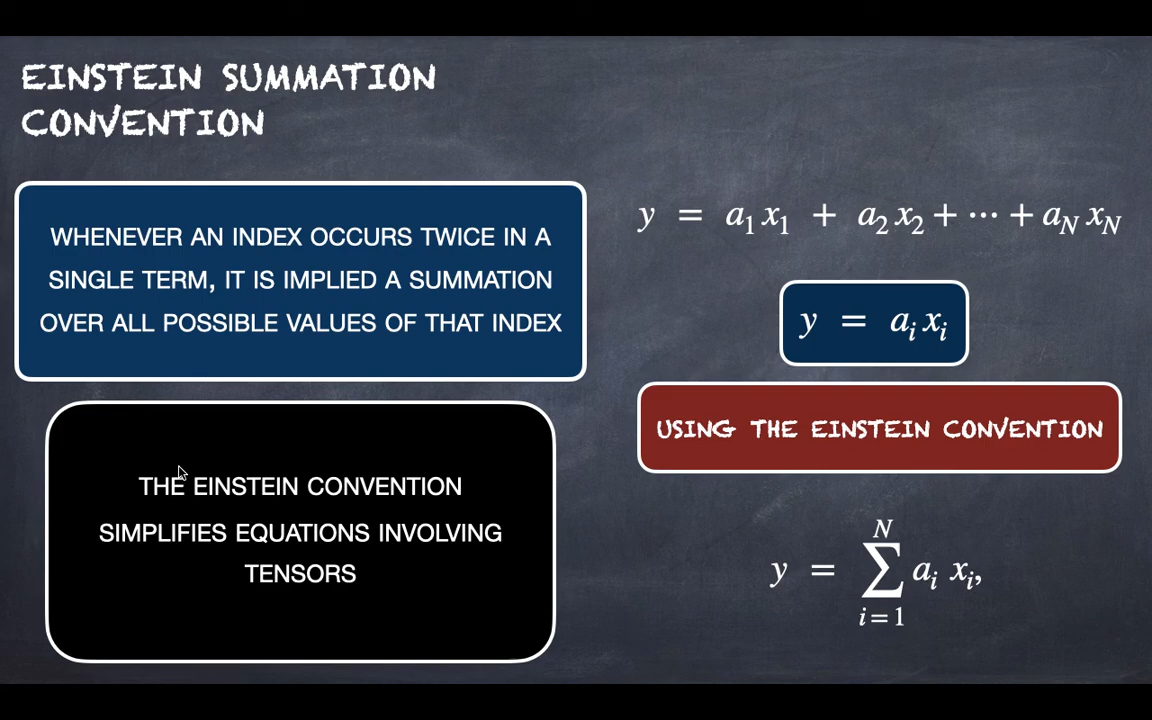 EINSTEIN SUMMATION
CONVENTION
WHENEVER AN INDEX OCCURS TWICE IN A
SINGLE TERM, IT IS IMPLIED A SUMMATION
OVER ALL POSSIBLE VALUES OF THAT INDEX
THE EINSTEIN CONVENTION
SIMPLIFIES EQUATIONS INVOLVING
TENSORS
y = a₁x₁ + a₂x₂ + ⋯ + a_N x_N
y = aᵢxᵢ
USING THE EINSTEIN CONVENTION
N
y = ∑ aᵢ xᵢ,
i = 1